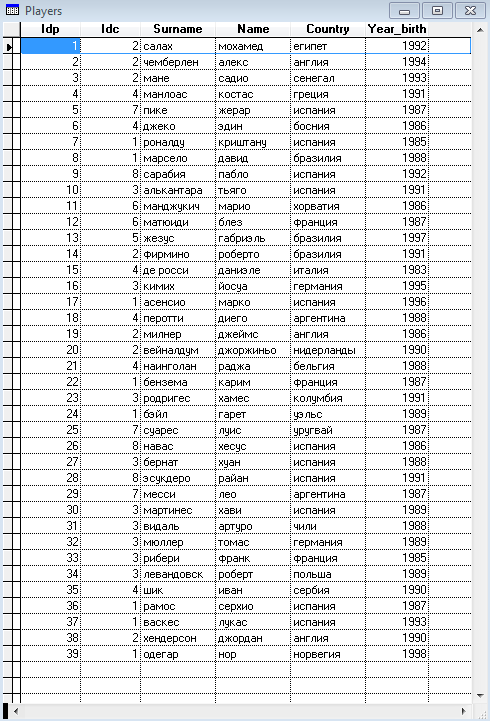 Players
Idp Idc Surname Name Country Year_birth
1 2 салах мохамед египет 1992
2 2 чемберлен алекс англия 1994
3 2 мане садио сенегал 1993
4 4 манлоас костас греция 1991
5 7 пике жерар испания 1987
6 4 джеко эдин босния 1986
7 1 роналду криштану испания 1985
8 1 марсело давид бразилия 1988
9 8 сарабия пабло испания 1992
10 3 алькантара тьяго испания 1991
11 6 манджукич марио хорватия 1986
12 6 матюиди блез франция 1987
13 5 жезус габриэль бразилия 1997
14 2 фирмино роберто бразилия 1991
15 4 де росси даниэле италия 1983
16 3 кимих йосуа германия 1995
17 1 асенсио марко испания 1996
18 4 перотти диего аргентина 1988
19 2 милнер джеймс англия 1986
20 2 вейналдум джоржиньо нидерланды 1990
21 4 наинголан раджа бельгия 1988
22 1 бензема карим франция 1987
23 3 родригес хамес колумбия 1991
24 1 бэйл гарет уэльс 1989
25 7 суарес луис уругвай 1987
26 8 навас хесус испания 1986
27 3 бернат хуан испания 1988
28 8 эсукдеро райан испания 1991
29 7 месси лео аргентина 1987
30 3 мартинес хави испания 1989
31 3 видаль артуро чили 1988
32 3 мюллер томас германия 1989
33 3 рибери франк франция 1985
34 3 левандовск роберт польша 1989
35 4 шик иван сербия 1990
36 1 рамос серхио испания 1987
37 1 васкес лукас испания 1993
38 2 хендерсон джордан англия 1990
39 1 одегар нор норвегия 1998